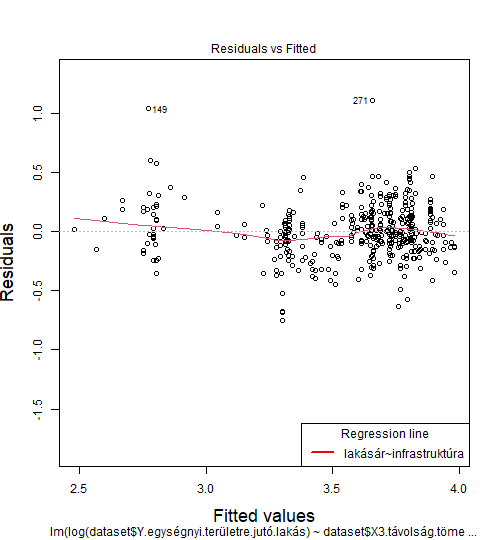 Residuals vs Fitted
Residuals
1.0
0.5
0.0
-0.5
-1.0
-1.5
149
271
Regression line
lakásár~infrastruktúra
2.5 3.0 3.5 4.0
Fitted values
lm(log(dataset$Y.egységnyi.területre.jutó.lakás) ~ dataset$X3.távolság.töme ...